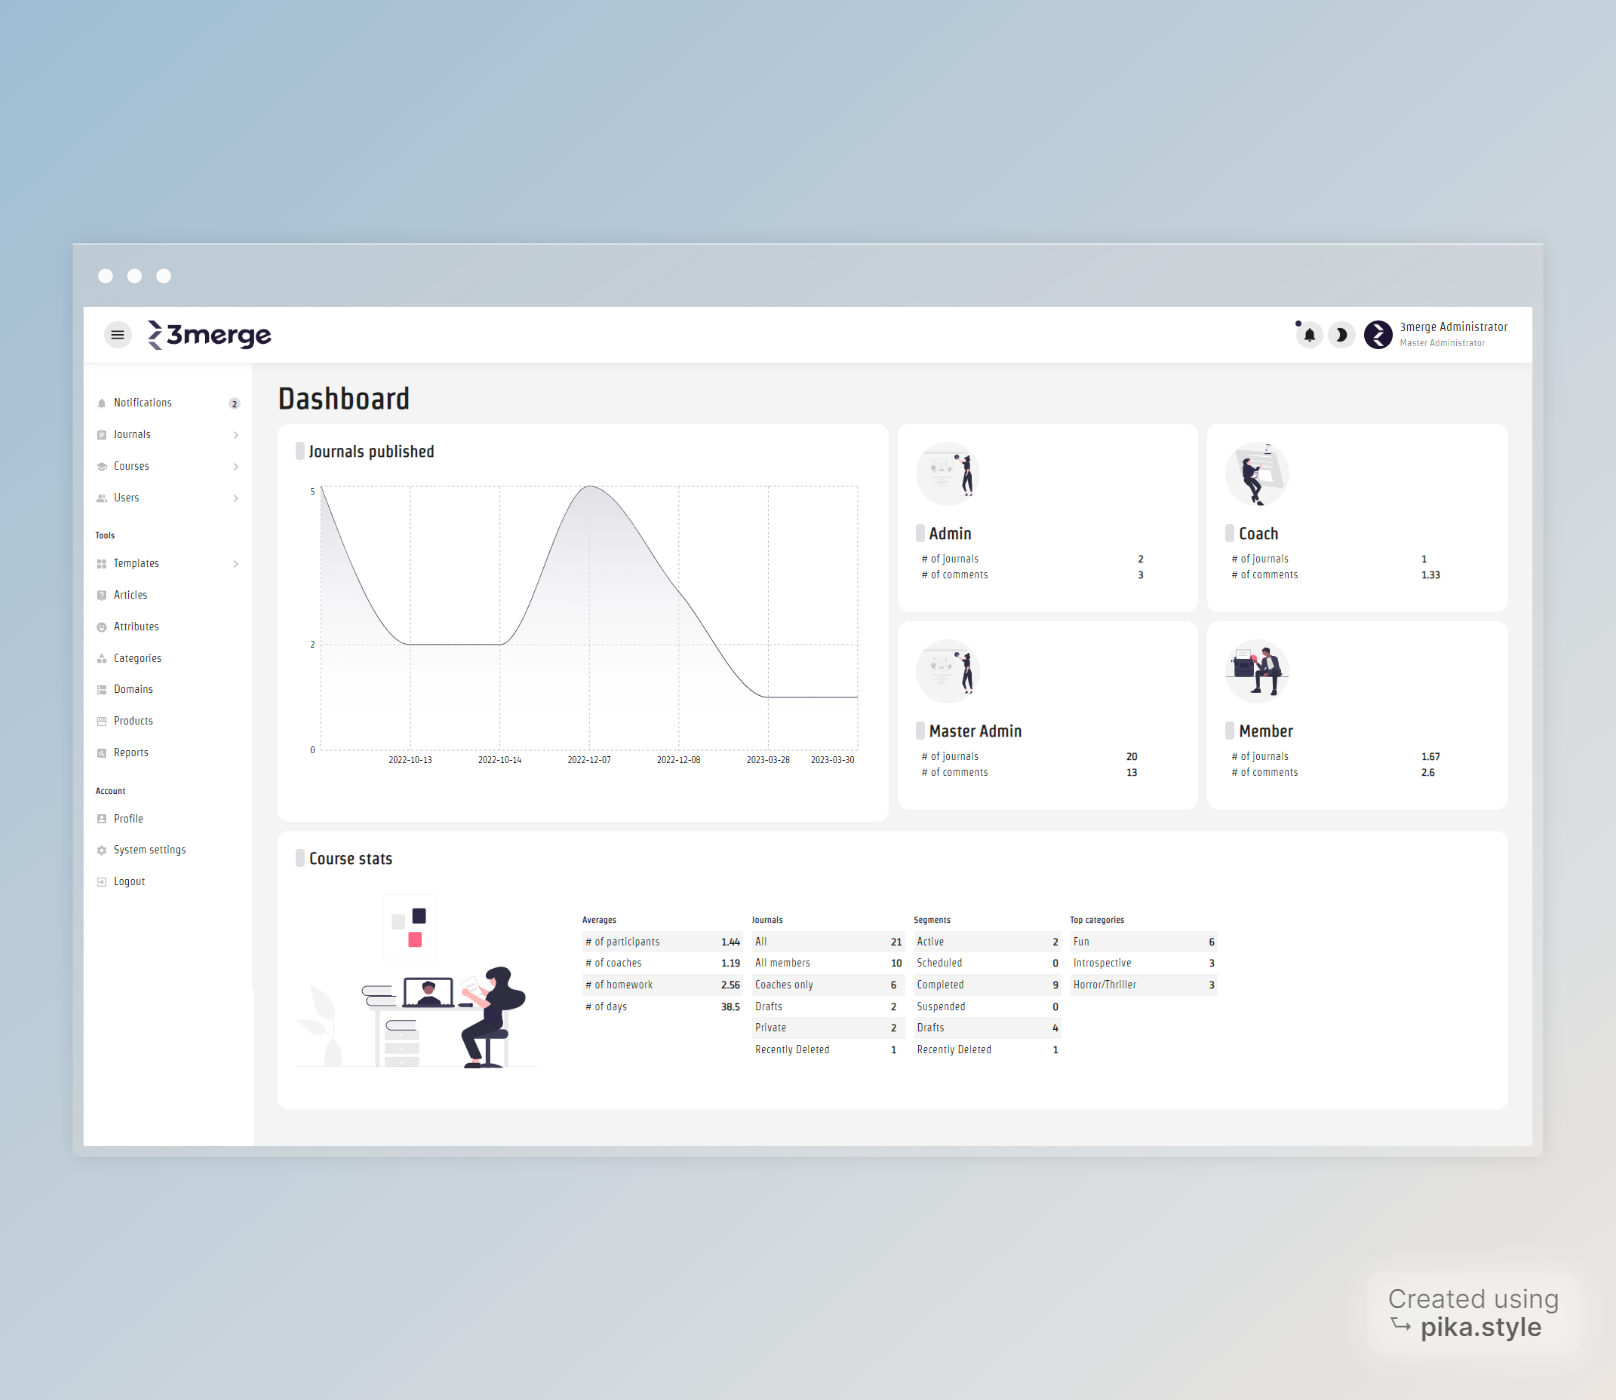 3merge
3merge Administrator
Master Administrator
Notifications 2
Journals
Courses
Users
Tools
Templates
Articles
Attributes
Categories
Domains
Products
Reports
Account
Profile
System settings
Logout
Dashboard
Journals published
5
2
0
2022-10-13 2022-10-14 2022-12-07 2022-12-08 2023-03-28 2023-03-30
Admin
# of journals 2
# of comments 3
Coach
# of journals 1
# of comments 1.33
Master Admin
# of journals 20
# of comments 13
Member
# of journals 1.67
# of comments 2.6
Course stats
Averages
# of participants 1.44
# of coaches 1.19
# of homework 2.56
# of days 38.5
Journals
All 21
All members 10
Coaches only 6
Drafts 2
Private 2
Recently Deleted 1
Segments
Active 2
Scheduled 0
Completed 9
Suspended 0
Drafts 4
Recently Deleted 1
Top categories
Fun 6
Introspective 3
Horror/Thriller 3
Created using
pika.style